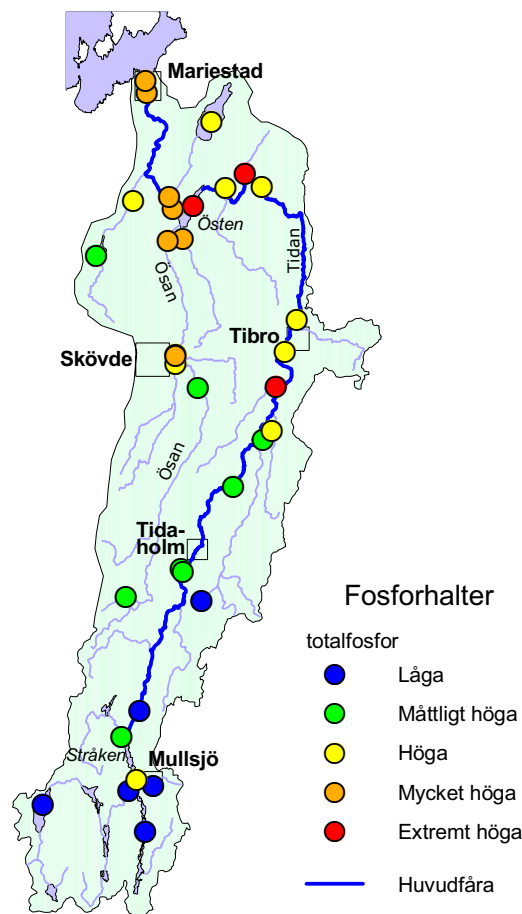 Mariestad
Östen
Tidan
Ösan
Tibro
Skövde
Ösan
Tida-
holm
Stråken
Mullsjö
Fosforhalter
totalfosfor
Låga
Måttligt höga
Höga
Mycket höga
Extremt höga
Huvudfåra